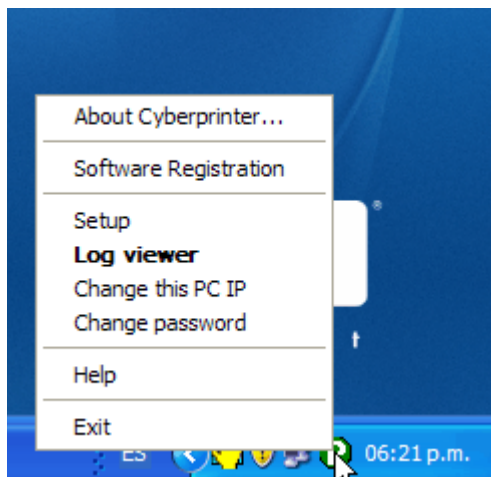 About Cyberprinter...
Software Registration
®
Setup
Log viewer
Change this PC IP
Change password
t
Help
Exit
ES
06:21 p.m.